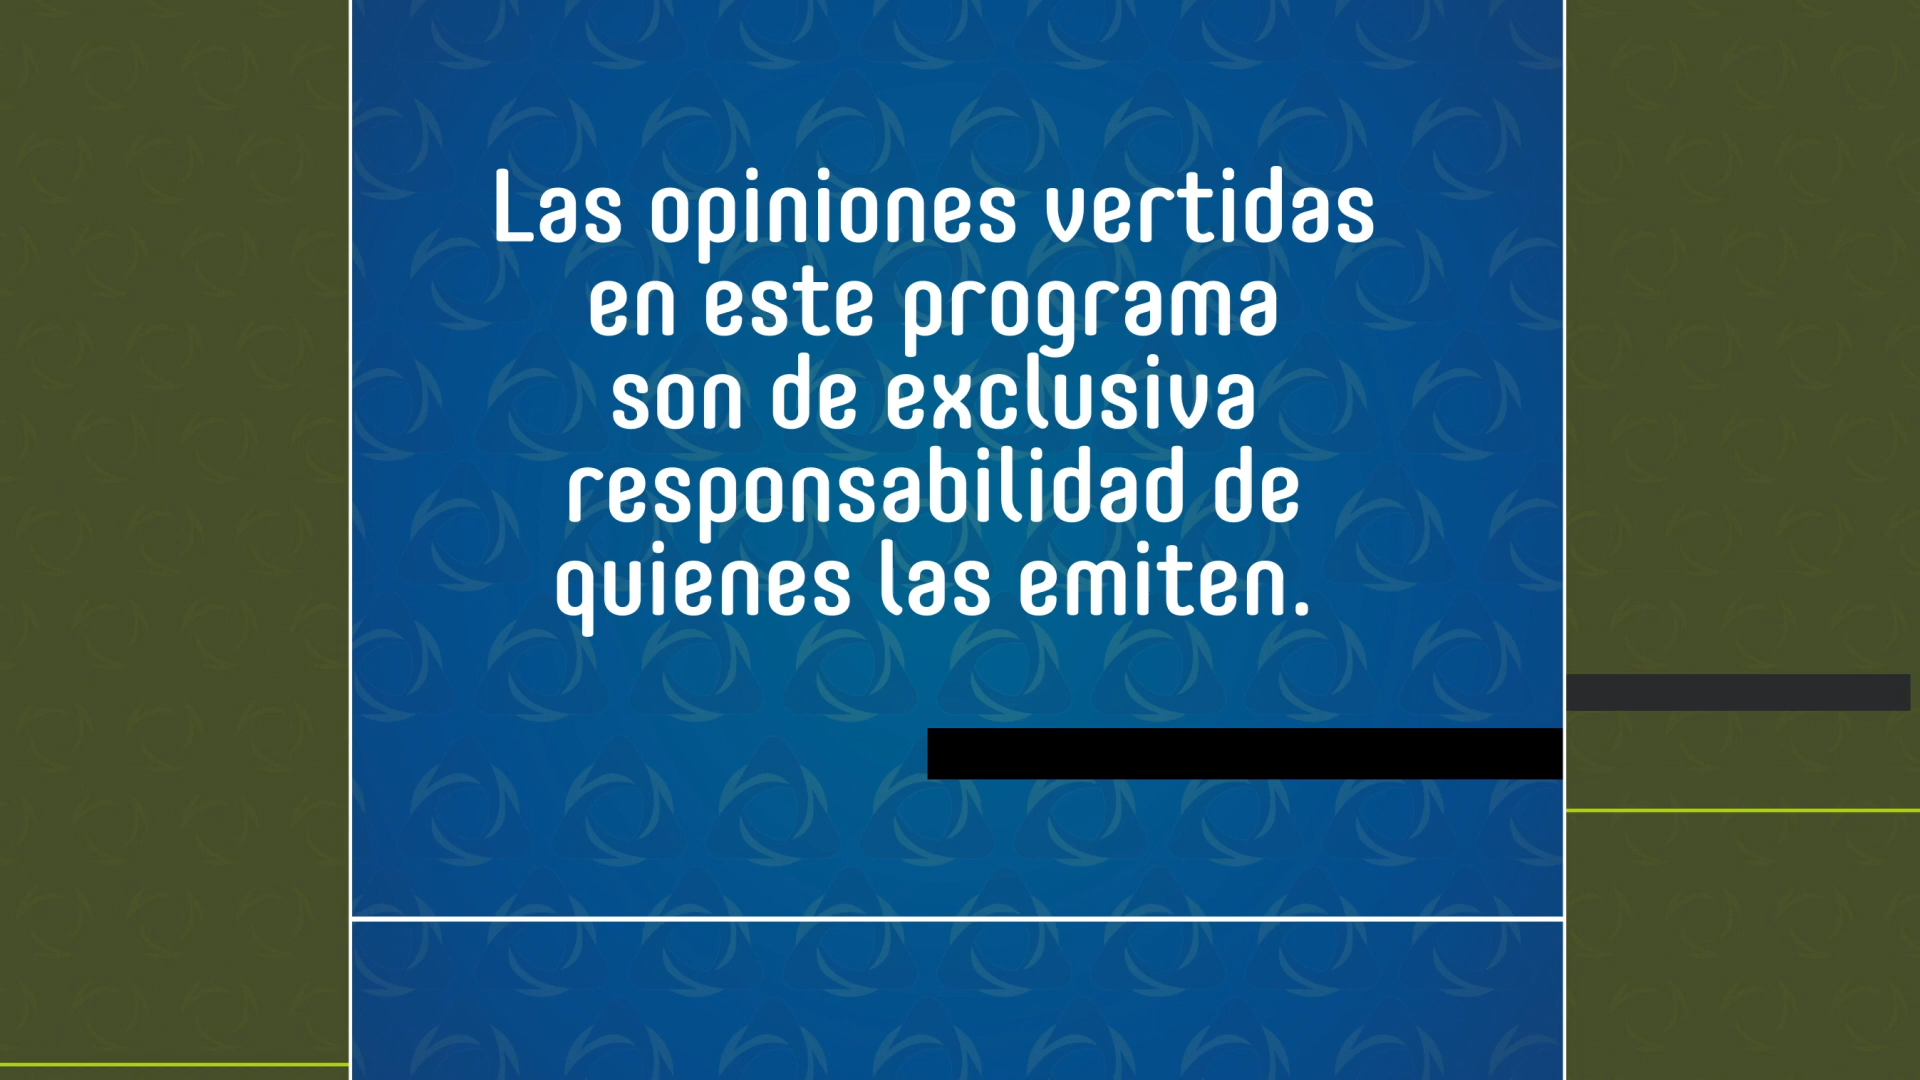 Las opiniones vertidas
en este programa
son de exclusiva
responsabilidad de
quienes las emiten.